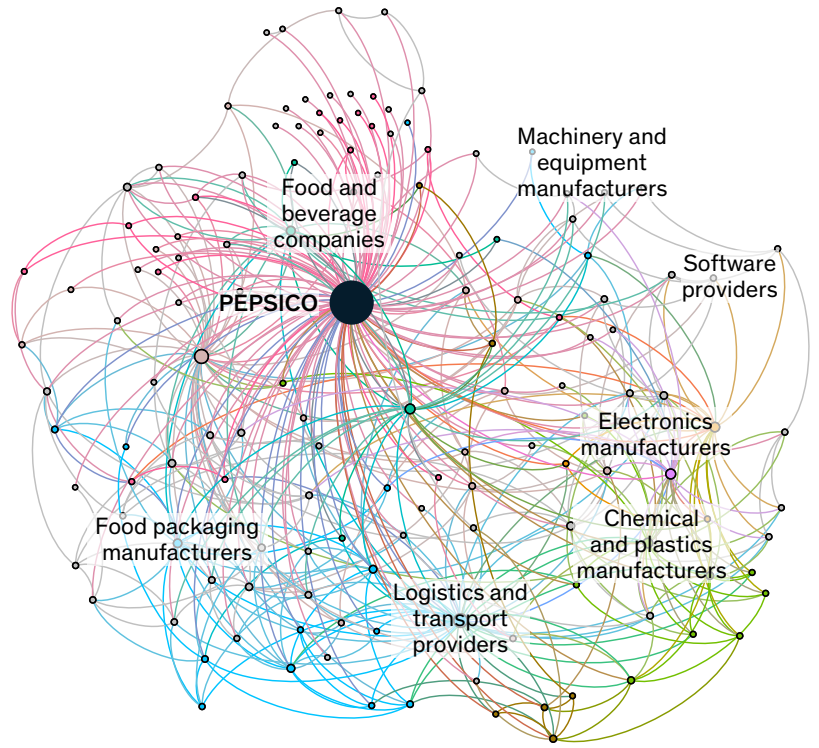 Machinery and
equipment
manufacturers
Food and
beverage
companies
Software
providers
PEPSICO
Electronics
manufacturers
Food packaging
manufacturers
Chemical
and plastics
manufacturers
Logistics and
transport
providers